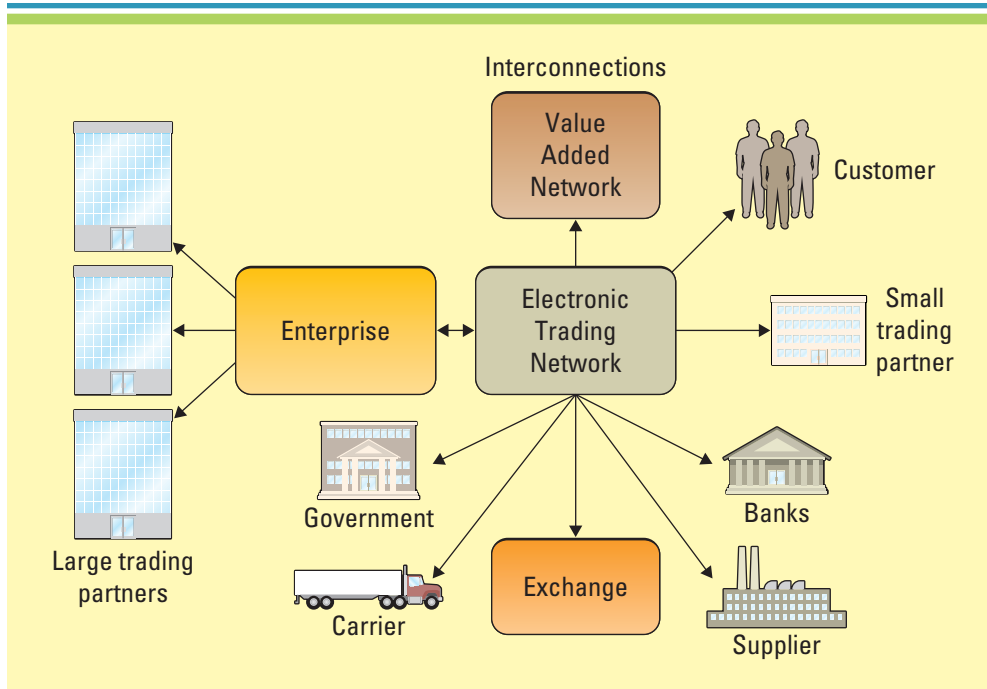 Interconnections
Value
Added
Network
Customer
Enterprise
Electronic
Trading
Network
Small
trading
partner
Large trading
partners
Government
Banks
Carrier
Exchange
Supplier